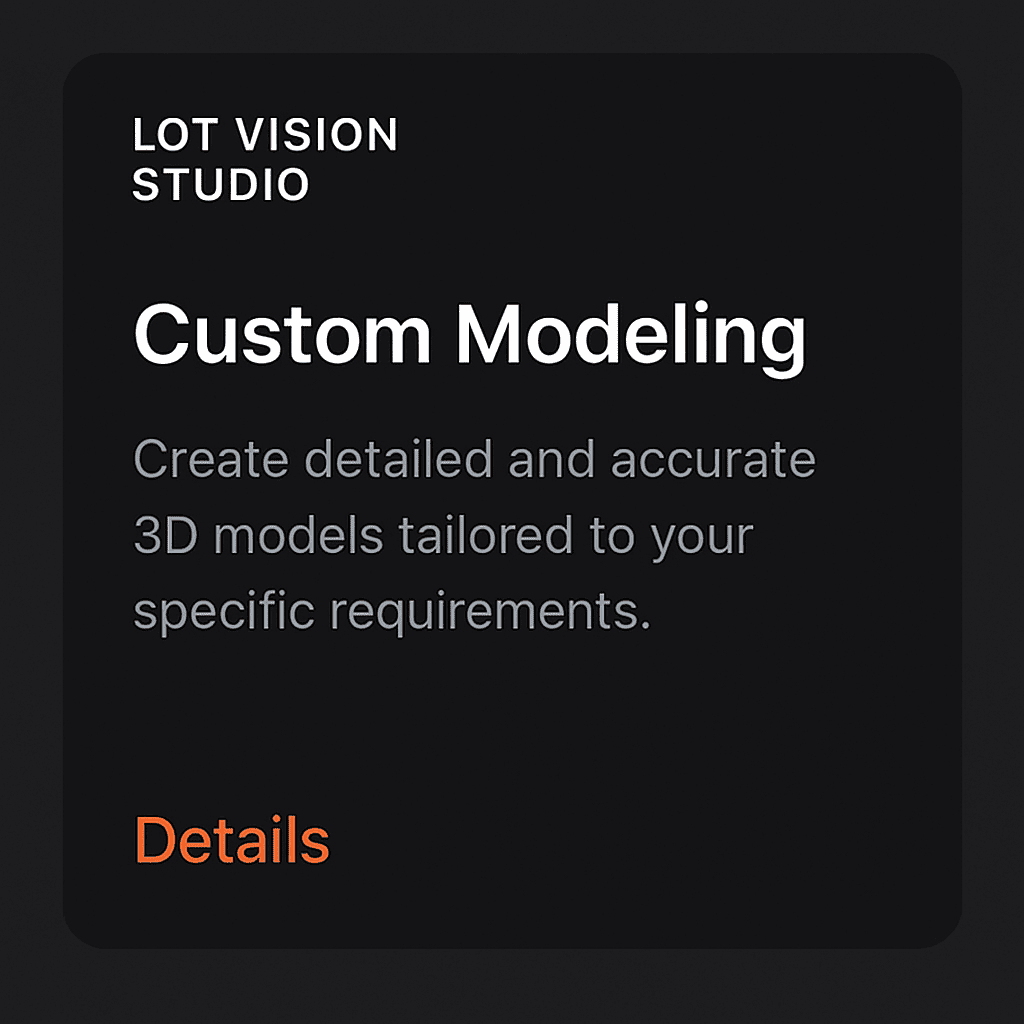 LOT VISION
STUDIO
Custom Modeling
Create detailed and accurate
3D models tailored to your
specific requirements.
Details